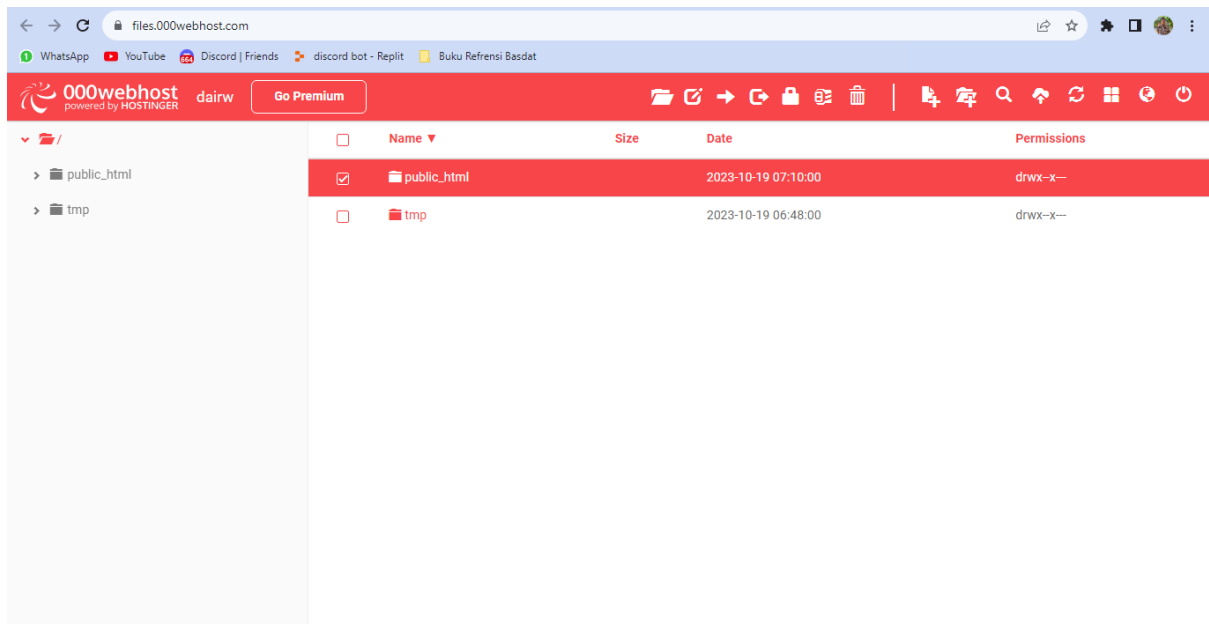 files.000webhost.com
1 WhatsApp YouTube 664 Discord | Friends discord bot - Replit Buku Refrensi Basdat
000webhost dairw Go Premium
powered by HOSTINGER
/ Name ▼ Size Date Permissions
public_html
public_html 2023-10-19 07:10:00 drwx--x---
tmp
tmp 2023-10-19 06:48:00 drwx--x---